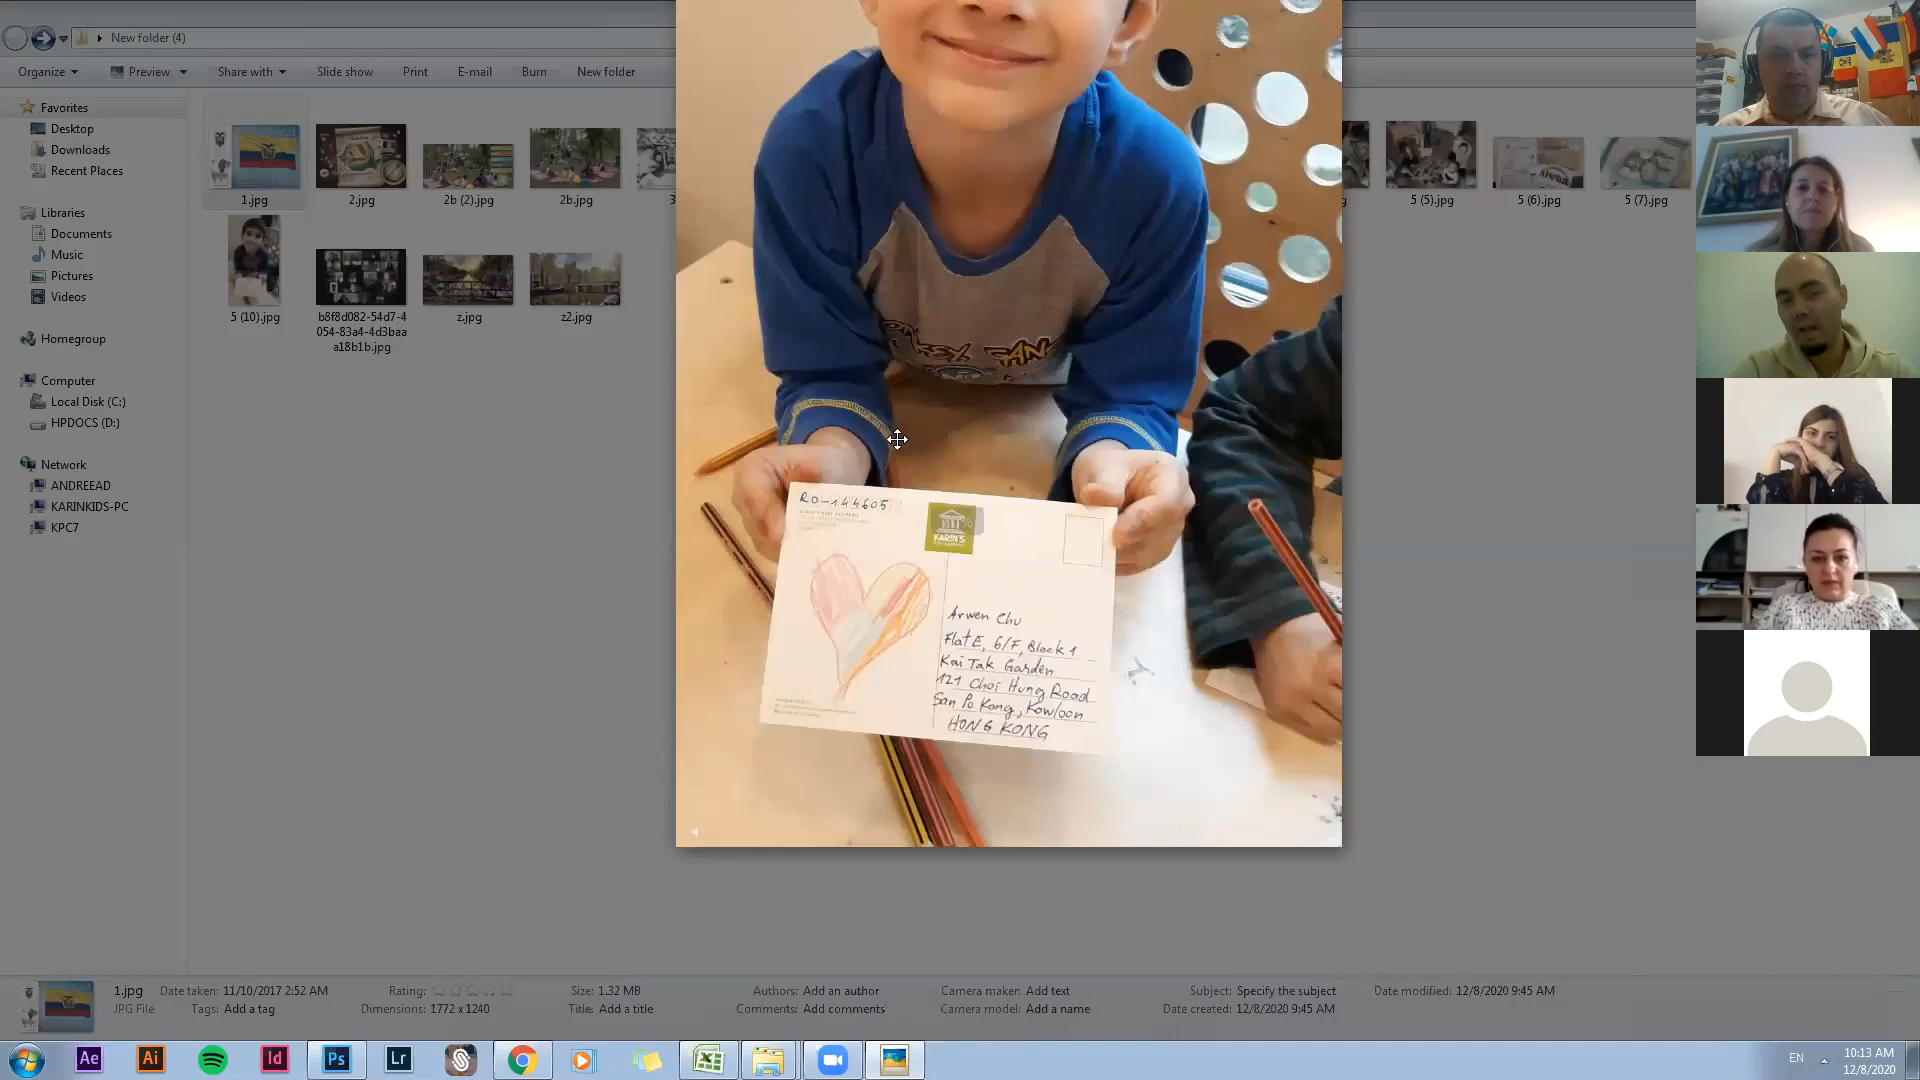 New folder (4)
Organize
Preview
Share with
Slide show
Print
E-mail
Burn
New folder
Favorites
Desktop
Downloads
Recent Places
Libraries
Documents
Music
Pictures
Videos
Homegroup
Computer
Local Disk (C:)
HPDOCS (D:)
Network
ANDREEAD
KARINKIDS-PC
KPC7
1.jpg
2.jpg
2b (2).jpg
2b.jpg
5 (5).jpg
5 (6).jpg
5 (7).jpg
5 (10).jpg
b8f8d082-54d7-4
054-83a4-4d3baa
a18b1b.jpg
z.jpg
z2.jpg
RO-144605
KARIN'S
Arwen Chu
Flat E, 6/F, Block 1
Kai Tak Garden
121 Choi Hung Road
San Po Kong, Kowloon
HONG KONG
1.jpg
Date taken: 11/10/2017 2:52 AM
Rating:
Size: 1.32 MB
Authors: Add an author
Camera maker: Add text
Subject: Specify the subject
Date modified: 12/8/2020 9:45 AM
JPG File
Tags: Add a tag
Dimensions: 1772 x 1240
Title: Add a title
Comments: Add comments
Camera model: Add a name
Date created: 12/8/2020 9:45 AM
Ae
Ai
Id
Ps
Lr
EN
10:13 AM
12/8/2020